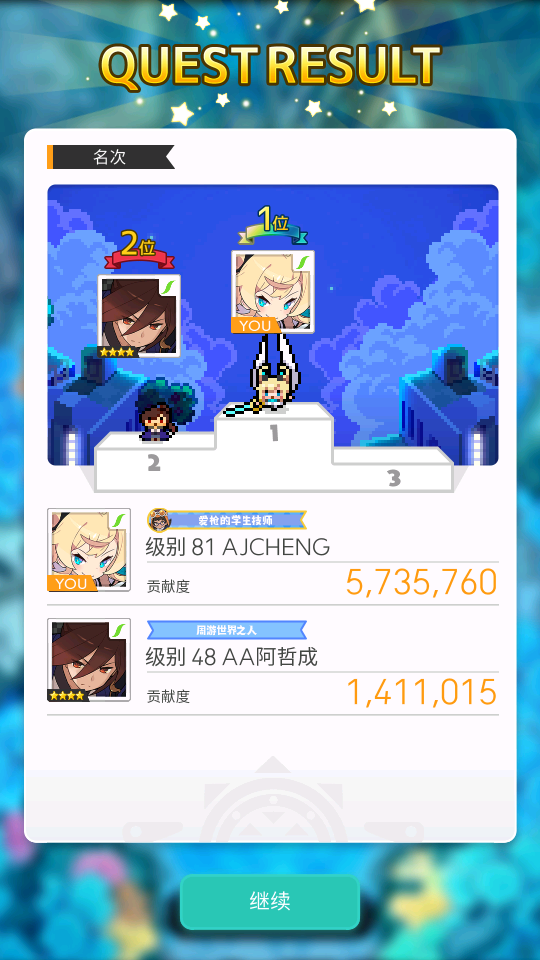 QUEST RESULT
名次
1位
2位
YOU
1
2
3
爱枪的学生技师
级别 81 AJCHENG
YOU
贡献度
5,735,760
周游世界之人
级别 48 AA阿哲成
贡献度
1,411,015
继续